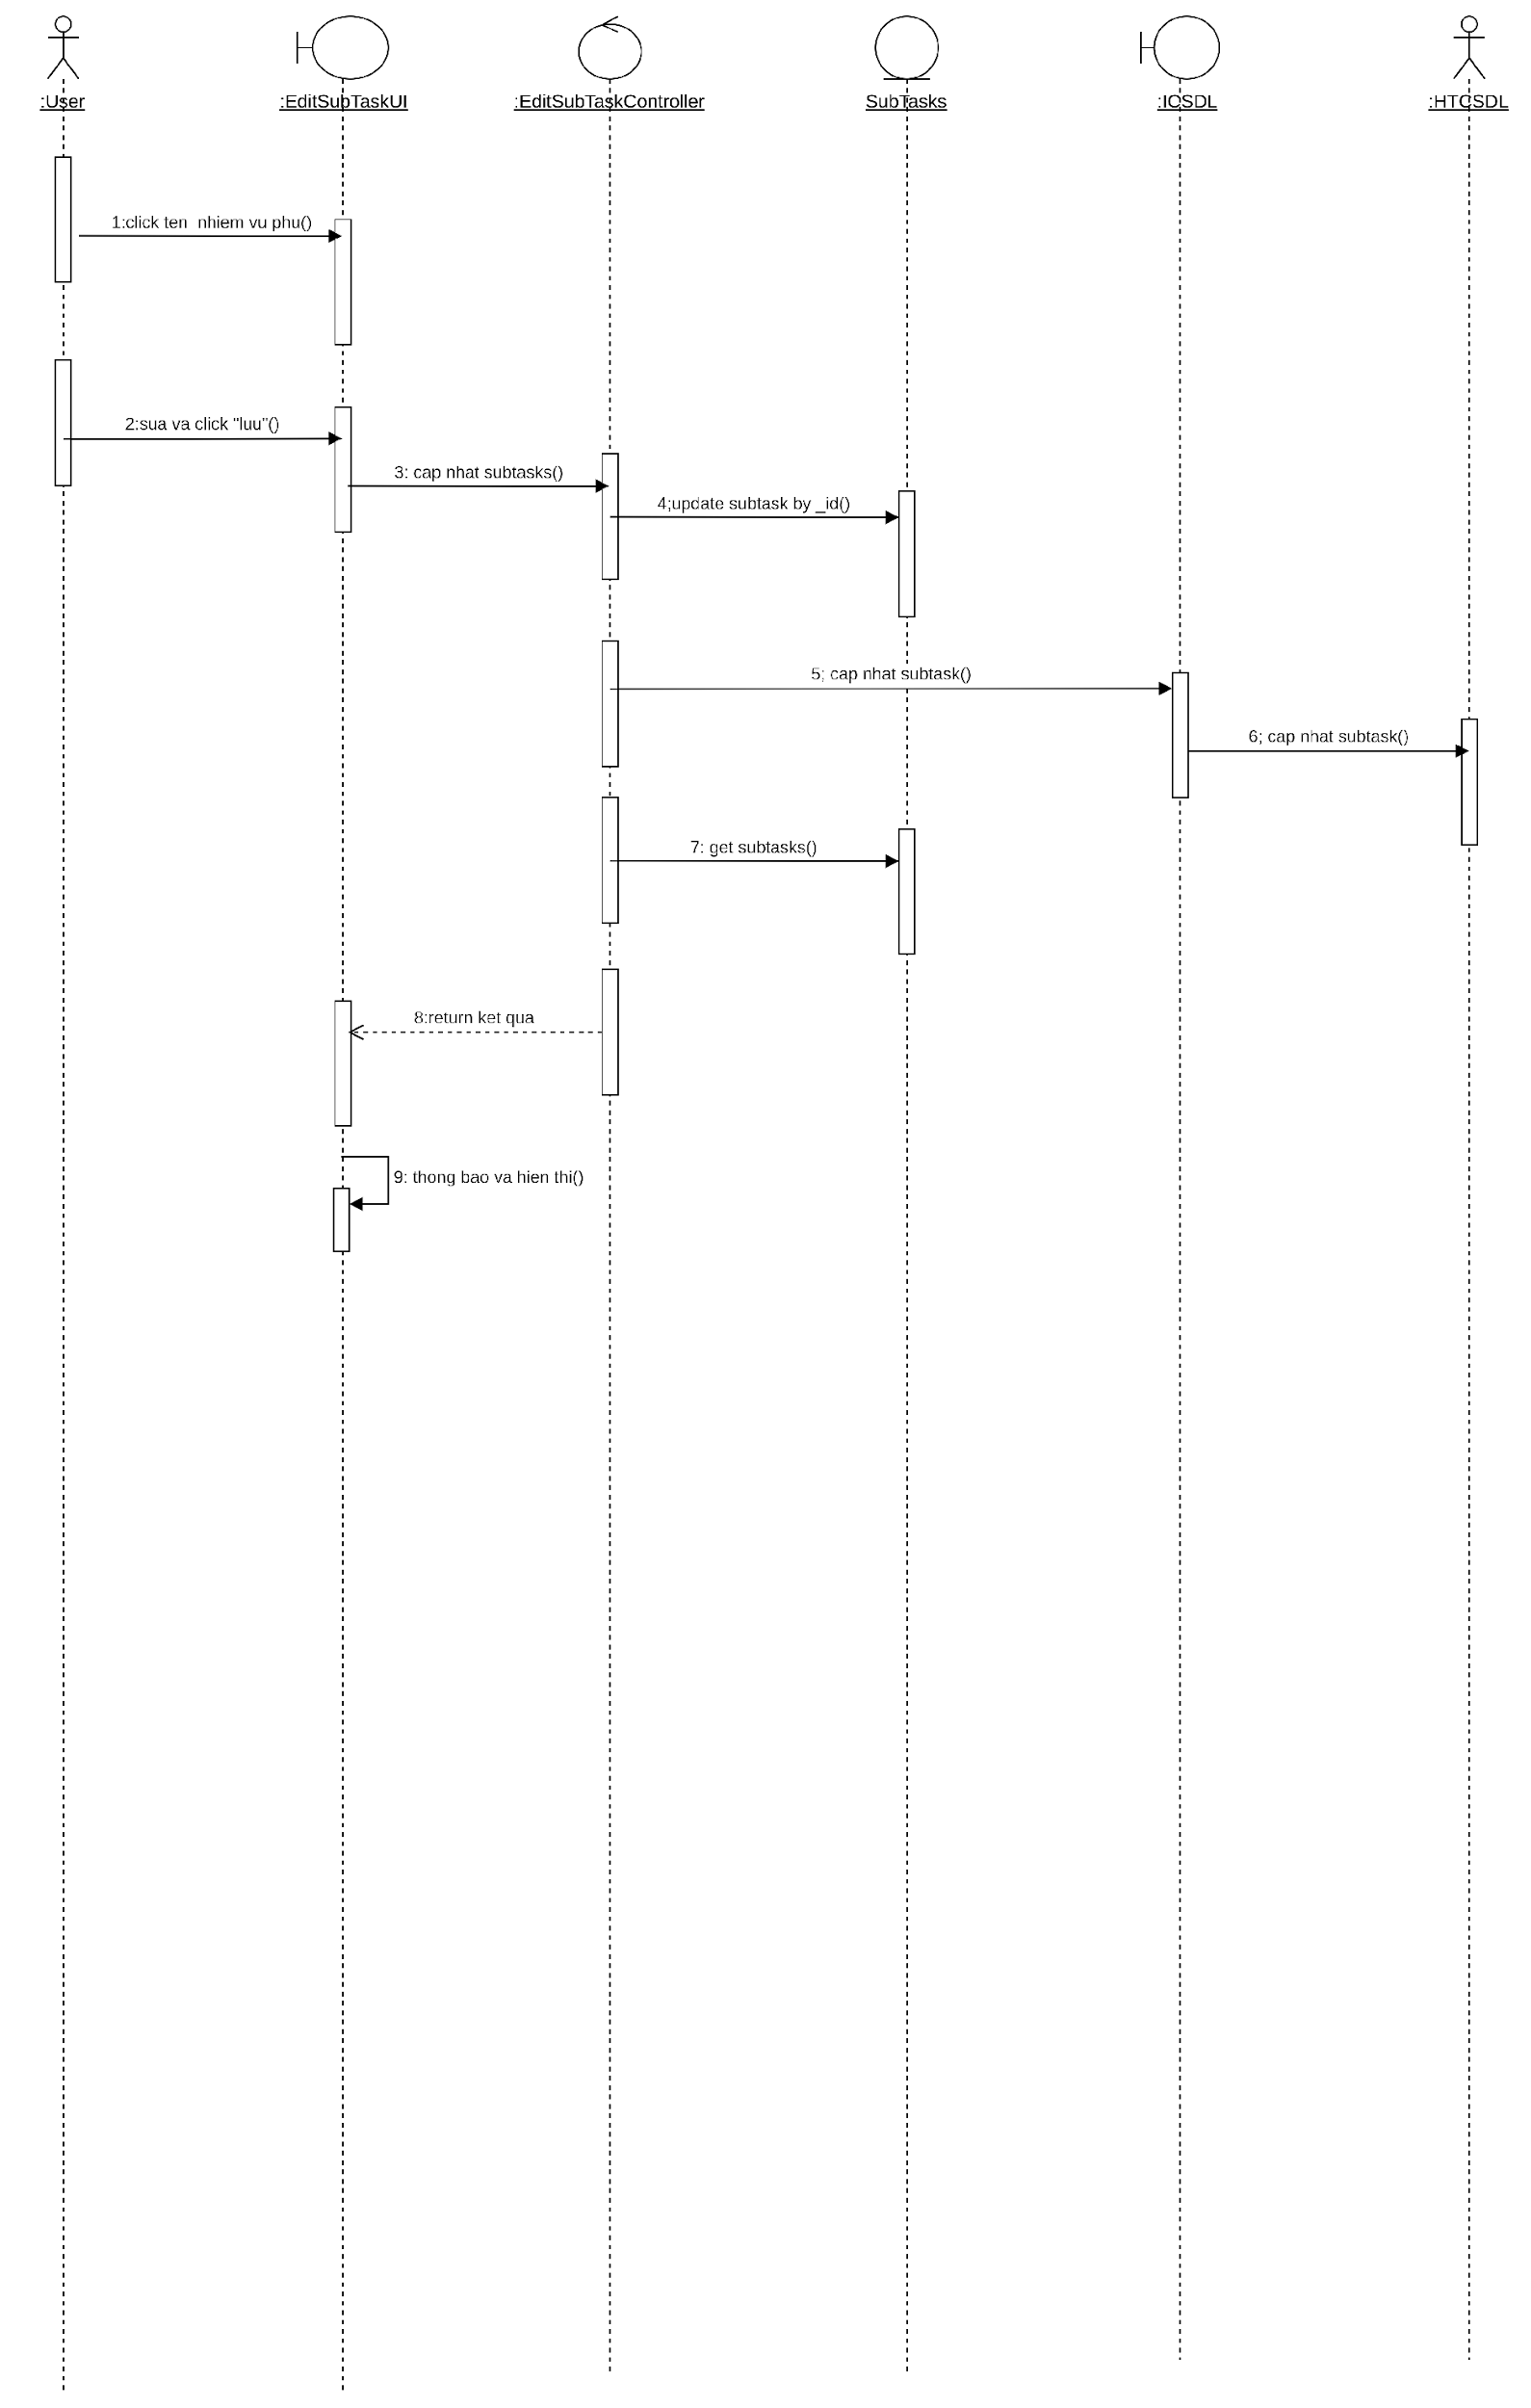 :User
:EditSubTaskUI
:EditSubTaskController
SubTasks
:ICSDL
:HTCSDL
1:click ten  nhiem vu phu()
2:sua va click "luu"()
3: cap nhat subtasks()
4;update subtask by _id()
5; cap nhat subtask()
6; cap nhat subtask()
7: get subtasks()
8:return ket qua
9: thong bao va hien thi()